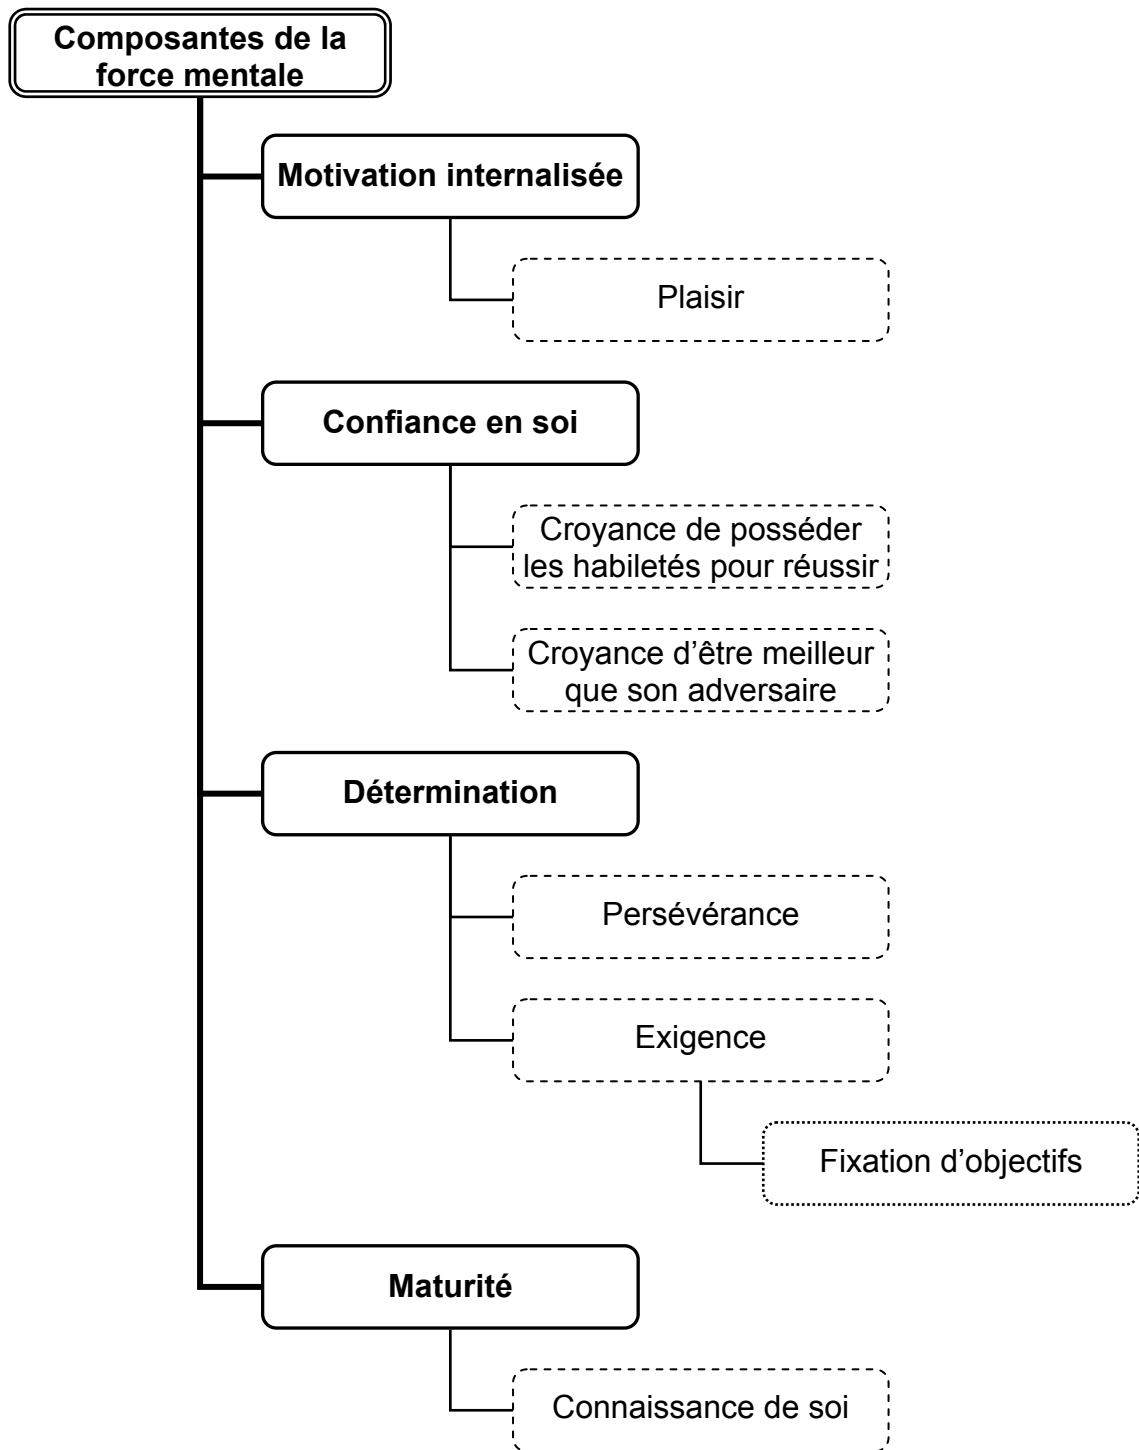 Composantes de la
force mentale
Motivation internalisée
Plaisir
Confiance en soi
Croyance de posséder
les habiletés pour réussir
Croyance d’être meilleur
que son adversaire
Détermination
Persévérance
Exigence
Fixation d’objectifs
Maturité
Connaissance de soi